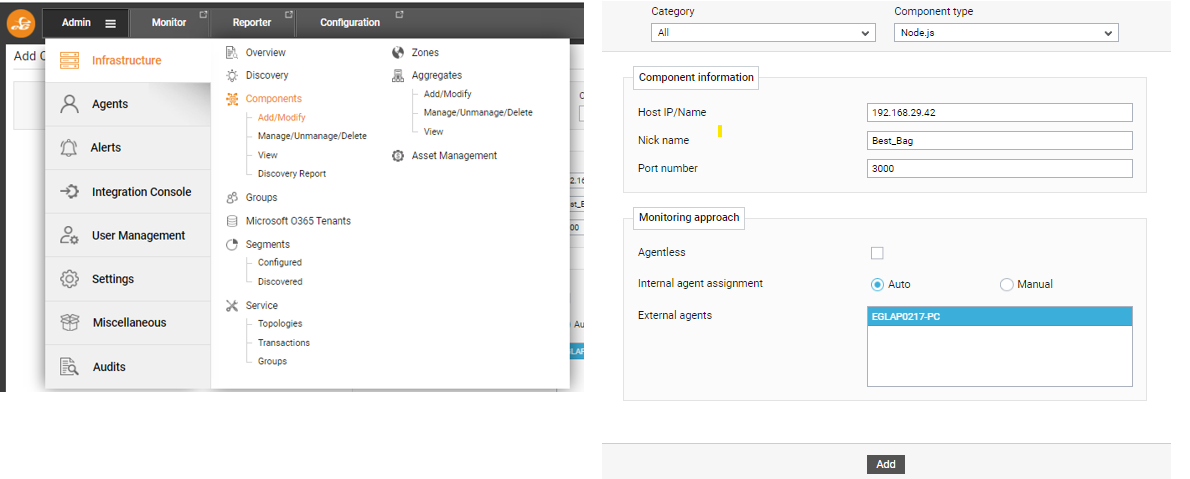 Admin
Monitor
Reporter
Configuration
Add
Infrastructure
Agents
Alerts
Integration Console
User Management
Settings
Miscellaneous
Audits
Overview
Discovery
Components
Add/Modify
Manage/Unmanage/Delete
View
Discovery Report
Groups
Microsoft O365 Tenants
Segments
Configured
Discovered
Service
Topologies
Transactions
Groups
Zones
Aggregates
Add/Modify
Manage/Unmanage/Delete
View
Asset Management
Category
Component type
All
Node.js
Component information
Host IP/Name
192.168.29.42
Nick name
Best_Bag
Port number
3000
Monitoring approach
Agentless
Internal agent assignment
Auto
Manual
External agents
EGLAP0217-PC
Add